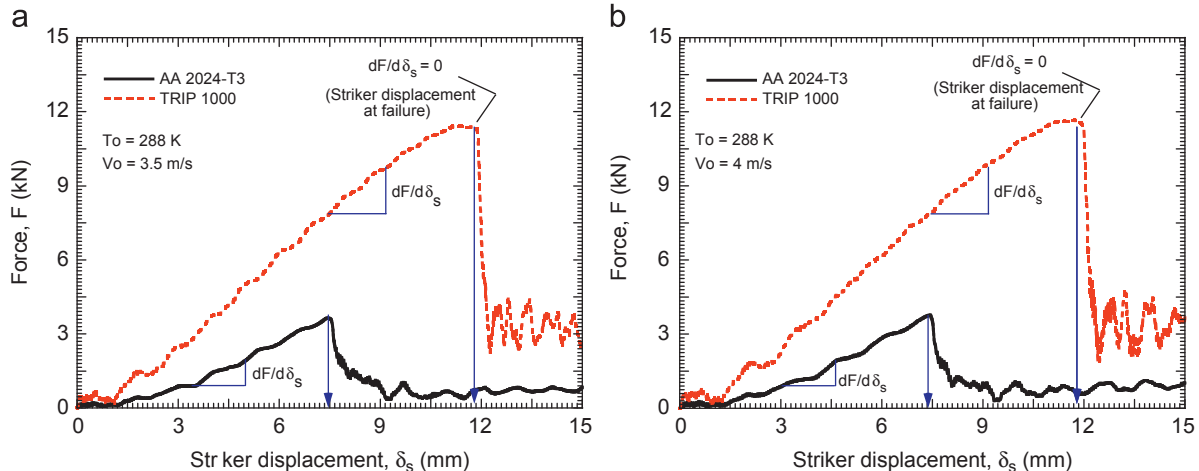 a
15
12
9
6
3
0
Force, F (kN)
AA 2024-T3
TRIP 1000
To = 288 K
Vo = 3.5 m/s
dF/dδs = 0
(Striker displacement
at failure)
dF/dδs
dF/dδs
0 3 6 9 12 15
Str ker displacement, δs (mm)
b
15
12
9
6
3
0
Force, F (kN)
AA 2024-T3
TRIP 1000
To = 288 K
Vo = 4 m/s
dF/dδs = 0
(Striker displacement
at failure)
dF/dδs
dF/dδs
0 3 6 9 12 15
Striker displacement, δs (mm)